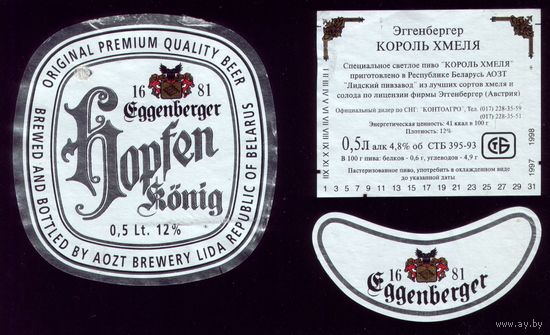 ORIGINAL PREMIUM QUALITY BEER
16 81
Eggenberger
Hopfen
König
0,5 Lt. 12%
BREWED AND BOTTLED BY AOZT BREWERY LIDA REPUBLIC OF BELARUS
Эггенбергер
КОРОЛЬ ХМЕЛЯ
Специальное светлое пиво "КОРОЛЬ ХМЕЛЯ"
приготовлено в Республике Беларусь АОЗТ
"Лидский пивзавод" из лучших сортов хмеля и
солода по лицензии фирмы Эггенбергер (Австрия)
Официальный дилер по СНГ: "КОНТОАГРО", Тел. (017) 228-35-59
(017) 228-35-51
Энергетическая ценность: 41 ккал в 100 г
Плотность: 12%
0,5Л алк 4,8% об СТБ 395-93
В 100 г пива: белков - 0,6 г, углеводов - 4,9 г
Пастеризованное пиво, употребить в охлажденном виде
до указанной даты.
1 3 5 7 9 11 13 15 17 19 21 23 25 27 29 31
1997 1998
16 81
Eggenberger
www.ay.by